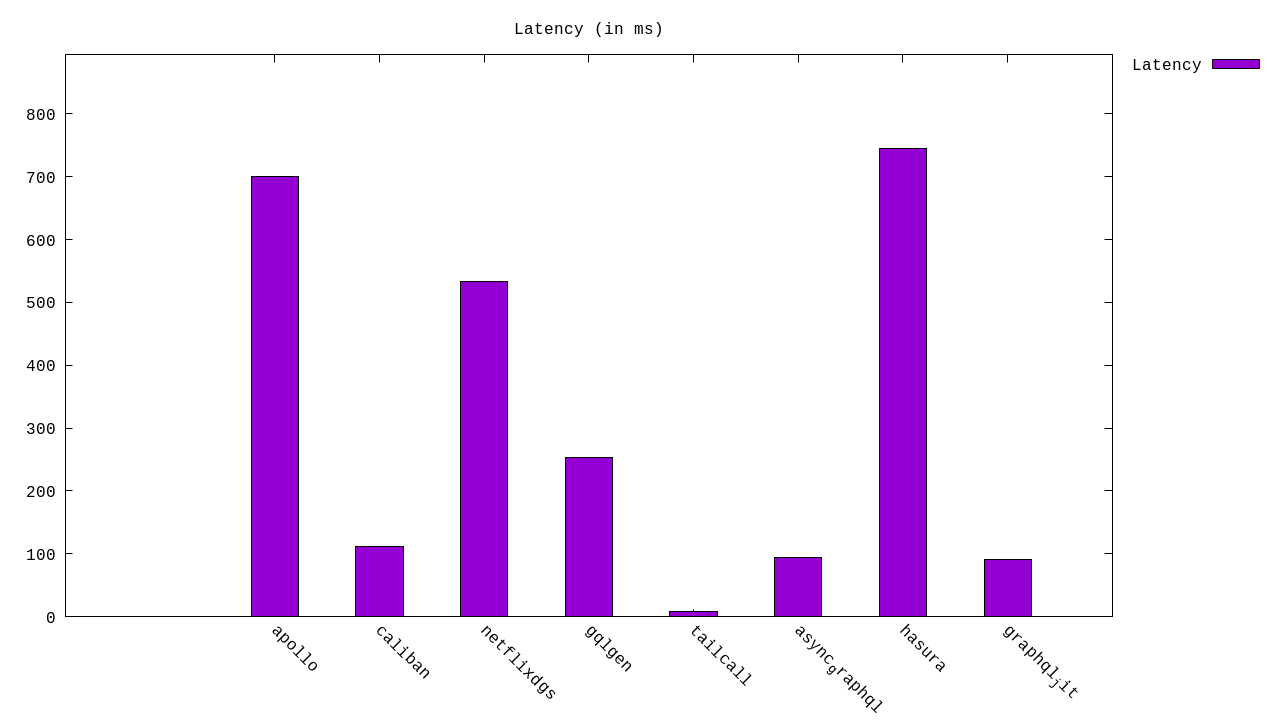 Latency (in ms)
Latency
800
700
600
500
400
300
200
100
0
apollo
caliban
netflixdgs
gqlgen
tailcall
async_graphql
hasura
graphql_jit